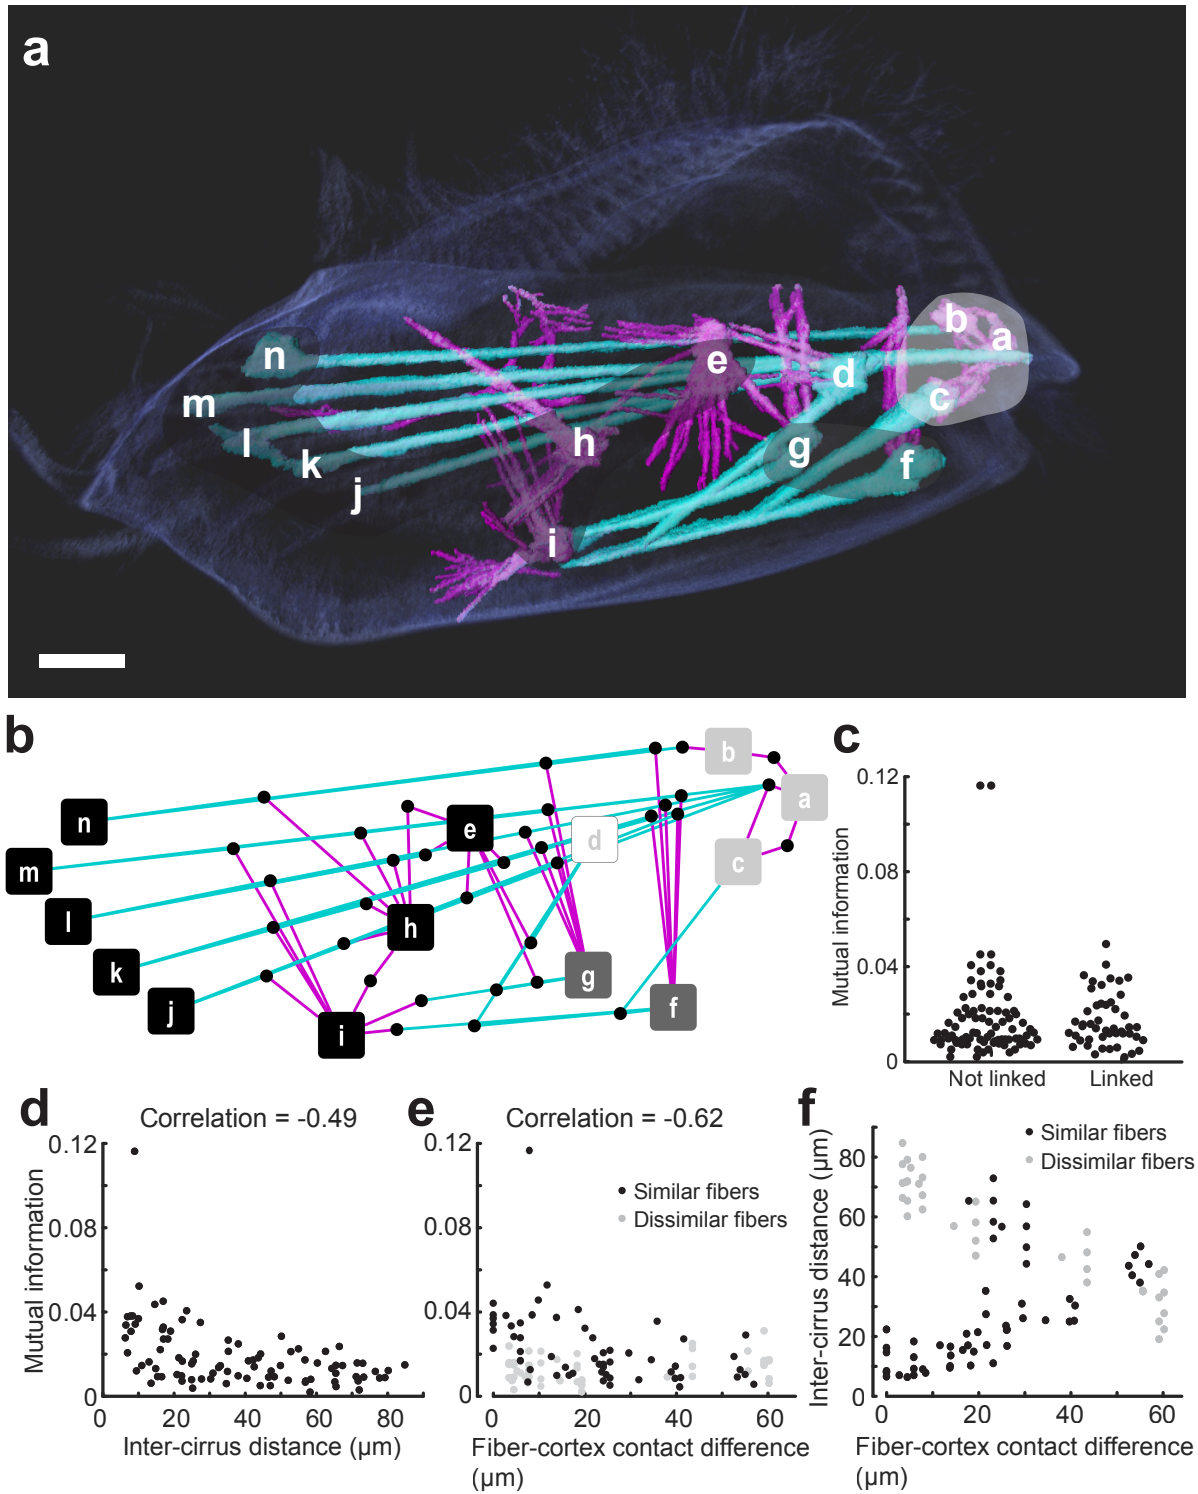 a
b
a
n
e
d
c
m
h
g
l
k
f
j
i
b
c
b
a
n
e
d
c
m
l
h
k
g
j
f
i
0.12
0.08
0.04
0
Mutual information
Not linked
Linked
d
Correlation = -0.49
0.12
0.08
0.04
0
Mutual information
0
20
40
60
80
Inter-cirrus distance (µm)
e
Correlation = -0.62
0.12
0.08
0.04
0
Similar fibers
Dissimilar fibers
0
20
40
60
Fiber-cortex contact difference
(µm)
f
Similar fibers
Dissimilar fibers
80
60
40
20
0
Inter-cirrus distance (µm)
0
20
40
60
Fiber-cortex contact difference
(µm)